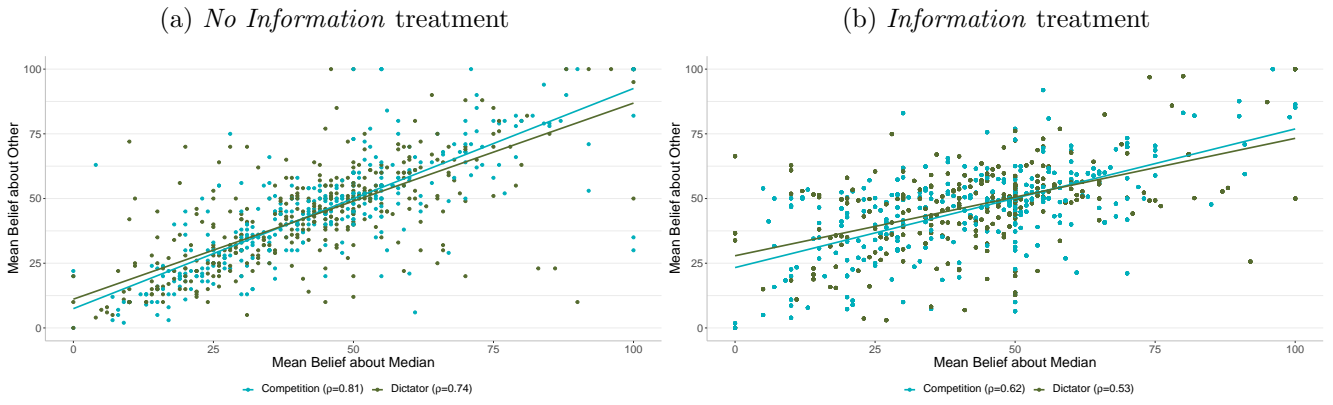 (a) No Information treatment
(b) Information treatment
Mean Belief about Other
100
75
50
25
0
0 25 50 75 100
Mean Belief about Median
Competition (ρ=0.81) Dictator (ρ=0.74)
Mean Belief about Other
100
75
50
25
0
0 25 50 75 100
Mean Belief about Median
Competition (ρ=0.62) Dictator (ρ=0.53)